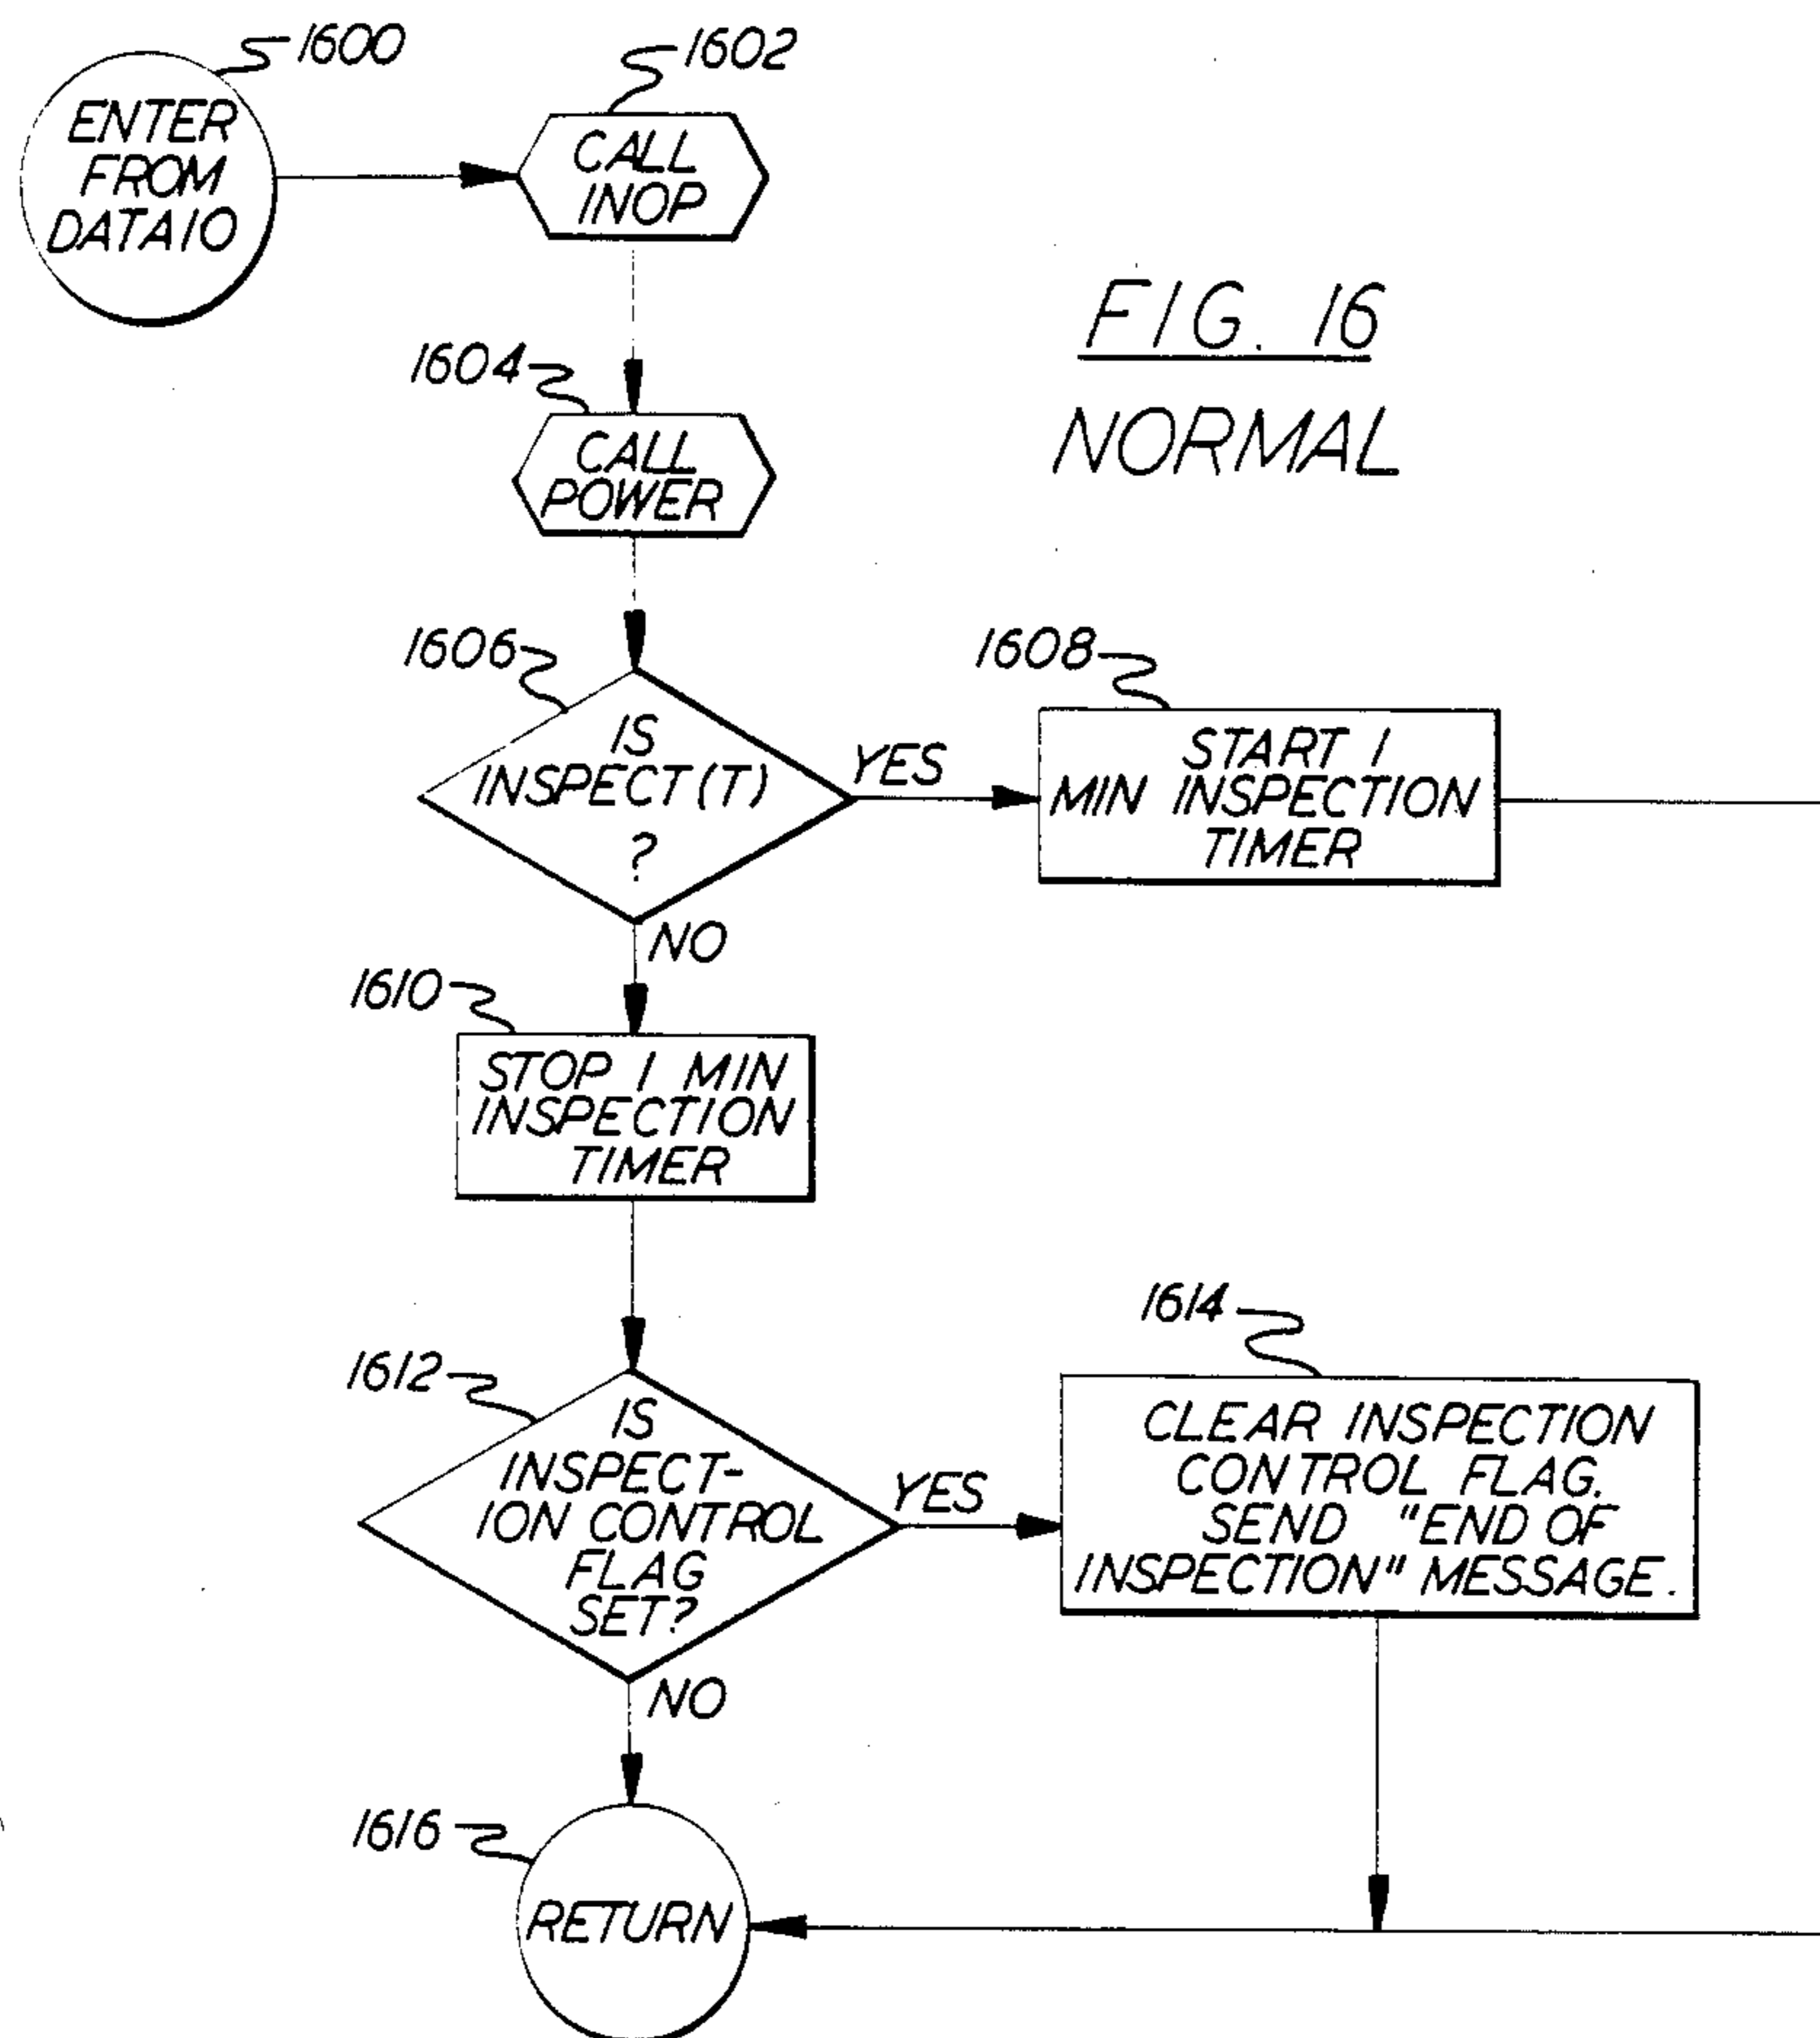 1600
ENTER
FROM
DATAIO
1602
CALL
INOP
FIG. 16
NORMAL
1604
CALL
POWER
1606
IS
INSPECT(T)
?
YES
1608
START 1
MIN INSPECTION
TIMER
NO
1610
STOP 1 MIN
INSPECTION
TIMER
1612
IS
INSPECT-
ION CONTROL
FLAG
SET?
YES
1614
CLEAR INSPECTION
CONTROL FLAG.
SEND "END OF
INSPECTION" MESSAGE.
NO
1616
RETURN